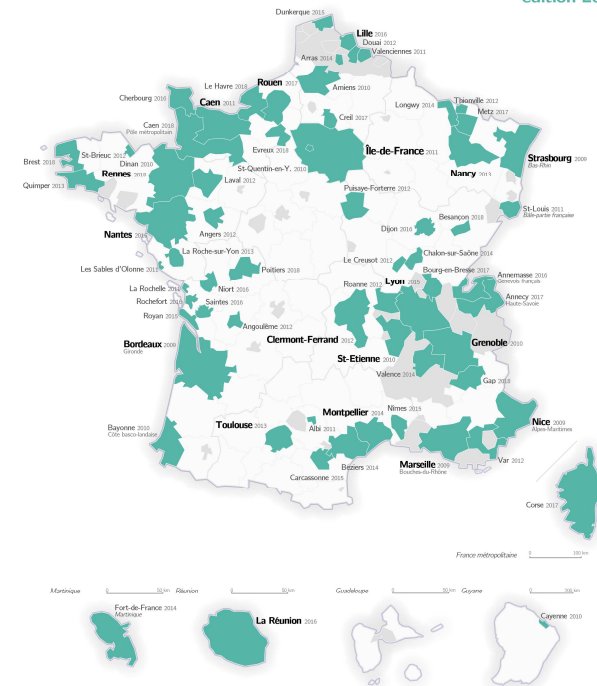 Dunkerque 2015
Lille 2016
Douai 2012
Valenciennes 2011
Arras 2014
Le Havre 2018
Rouen 2017
Amiens 2010
Cherbourg 2016
Caen 2011
Longwy 2014
Thionville 2012
Metz 2017
Caen 2018
Pôle métropolitain
Creil 2017
Île-de-France 2011
Evreux 2018
St-Brieuc 2012
Brest 2018
Dinan 2010
Rennes 2018
St-Quentin-en-Y. 2010
Strasbourg 2009
Bas-Rhin
Nancy
Quimper 2013
Laval 2012
Puisaye-Forterre 2012
St-Louis 2011
Bâle-partie française
Nantes
Angers 2012
Besançon 2018
Dijon 2016
La Roche-sur-Yon 2013
Les Sables d'Olonne 2011
Le Creusot 2012
Chalon-sur-Saône 2014
Bourg-en-Bresse 2017
Poitiers 2018
Annemasse 2016
Genevois français
La Rochelle
Niort 2016
Roanne 2012
Lyon 2015
Rochefort
Saintes 2016
Annecy 2017
Haute-Savoie
Royan
Angoulême 2012
Clermont-Ferrand 2012
Bordeaux 2009
Gironde
Grenoble 2010
St-Etienne 2010
Valence 2014
Gap 2018
Montpellier 2014
Nîmes 2015
Bayonne 2010
Côte basco-landaise
Toulouse 2013
Albi 2011
Nice 2009
Alpes-Maritimes
Var 2012
Marseille 2009
Bouches-du-Rhône
Béziers 2014
Carcassonne 2015
Corse 2017
France métropolitaine 0 100 km
Martinique 0 50 km
Réunion 0 50 km
Guadeloupe 0 50 km
Guyane 0 100 km
Fort-de-France 2014
Martinique
La Réunion 2016
Cayenne 2010